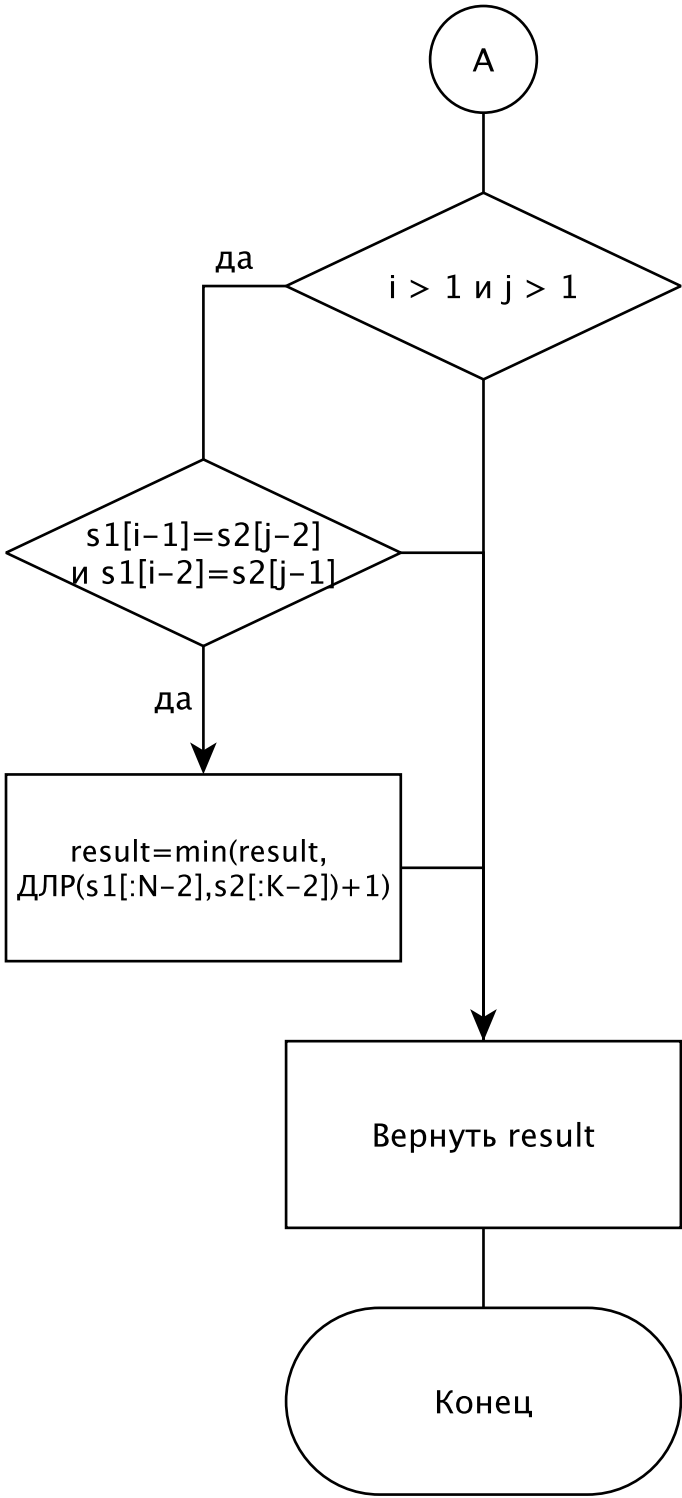 А
да
i > 1 и j > 1
s1[i-1]=s2[j-2]
и s1[i-2]=s2[j-1]
да
result=min(result,
ДЛР(s1[:N-2],s2[:K-2])+1)
Вернуть result
Конец